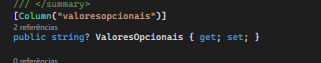 /// </summary>
[Column("valoresopcionais")]
2 referências
public string? ValoresOpcionais { get; set; }
0 referências